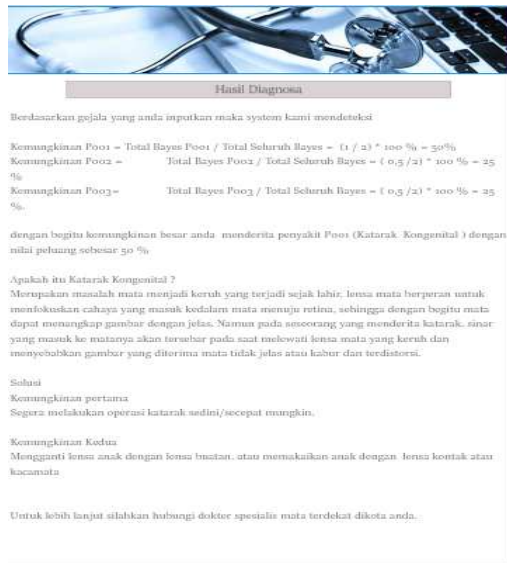 Hasil Diagnosa
Berdasarkan gejala yang anda inputkan maka system kami mendeteksi
Kemungkinan P001 = Total Bayes P001 / Total Seluruh Bayes = (1 / 2) * 100 % = 50%
Kemungkinan P002 = Total Bayes P002 / Total Seluruh Bayes = ( 0,5 /2) * 100 % = 25
%
Kemungkinan P003= Total Bayes P003 / Total Seluruh Bayes = ( 0,5 /2) * 100 % = 25
%.
dengan begitu kemungkinan besar anda menderita penyakit P001 (Katarak Kongenital ) dengan
nilai peluang sebesar 50 %
Apakah itu Katarak Kongenital ?
Merupakan masalah mata menjadi keruh yang terjadi sejak lahir, lensa mata berperan untuk
menfokuskan cahaya yang masuk kedalam mata menuju retina, sehingga dengan begitu mata
dapat menangkap gambar dengan jelas. Namun pada seseorang yang menderita katarak, sinar
yang masuk ke matanya akan tersebar pada saat melewati lensa mata yang keruh dan
menyebabkan gambar yang diterima mata tidak jelas atau kabur dan terdistorsi.
Solusi
Kemungkinan pertama
Segera melakukan operasi katarak sedini/secepat mungkin.
Kemungkinan Kedua
Mengganti lensa anak dengan lensa buatan, atau memakaikan anak dengan lensa kontak atau
kacamata
Untuk lebih lanjut silahkan hubungi dokter spesialis mata terdekat dikota anda.